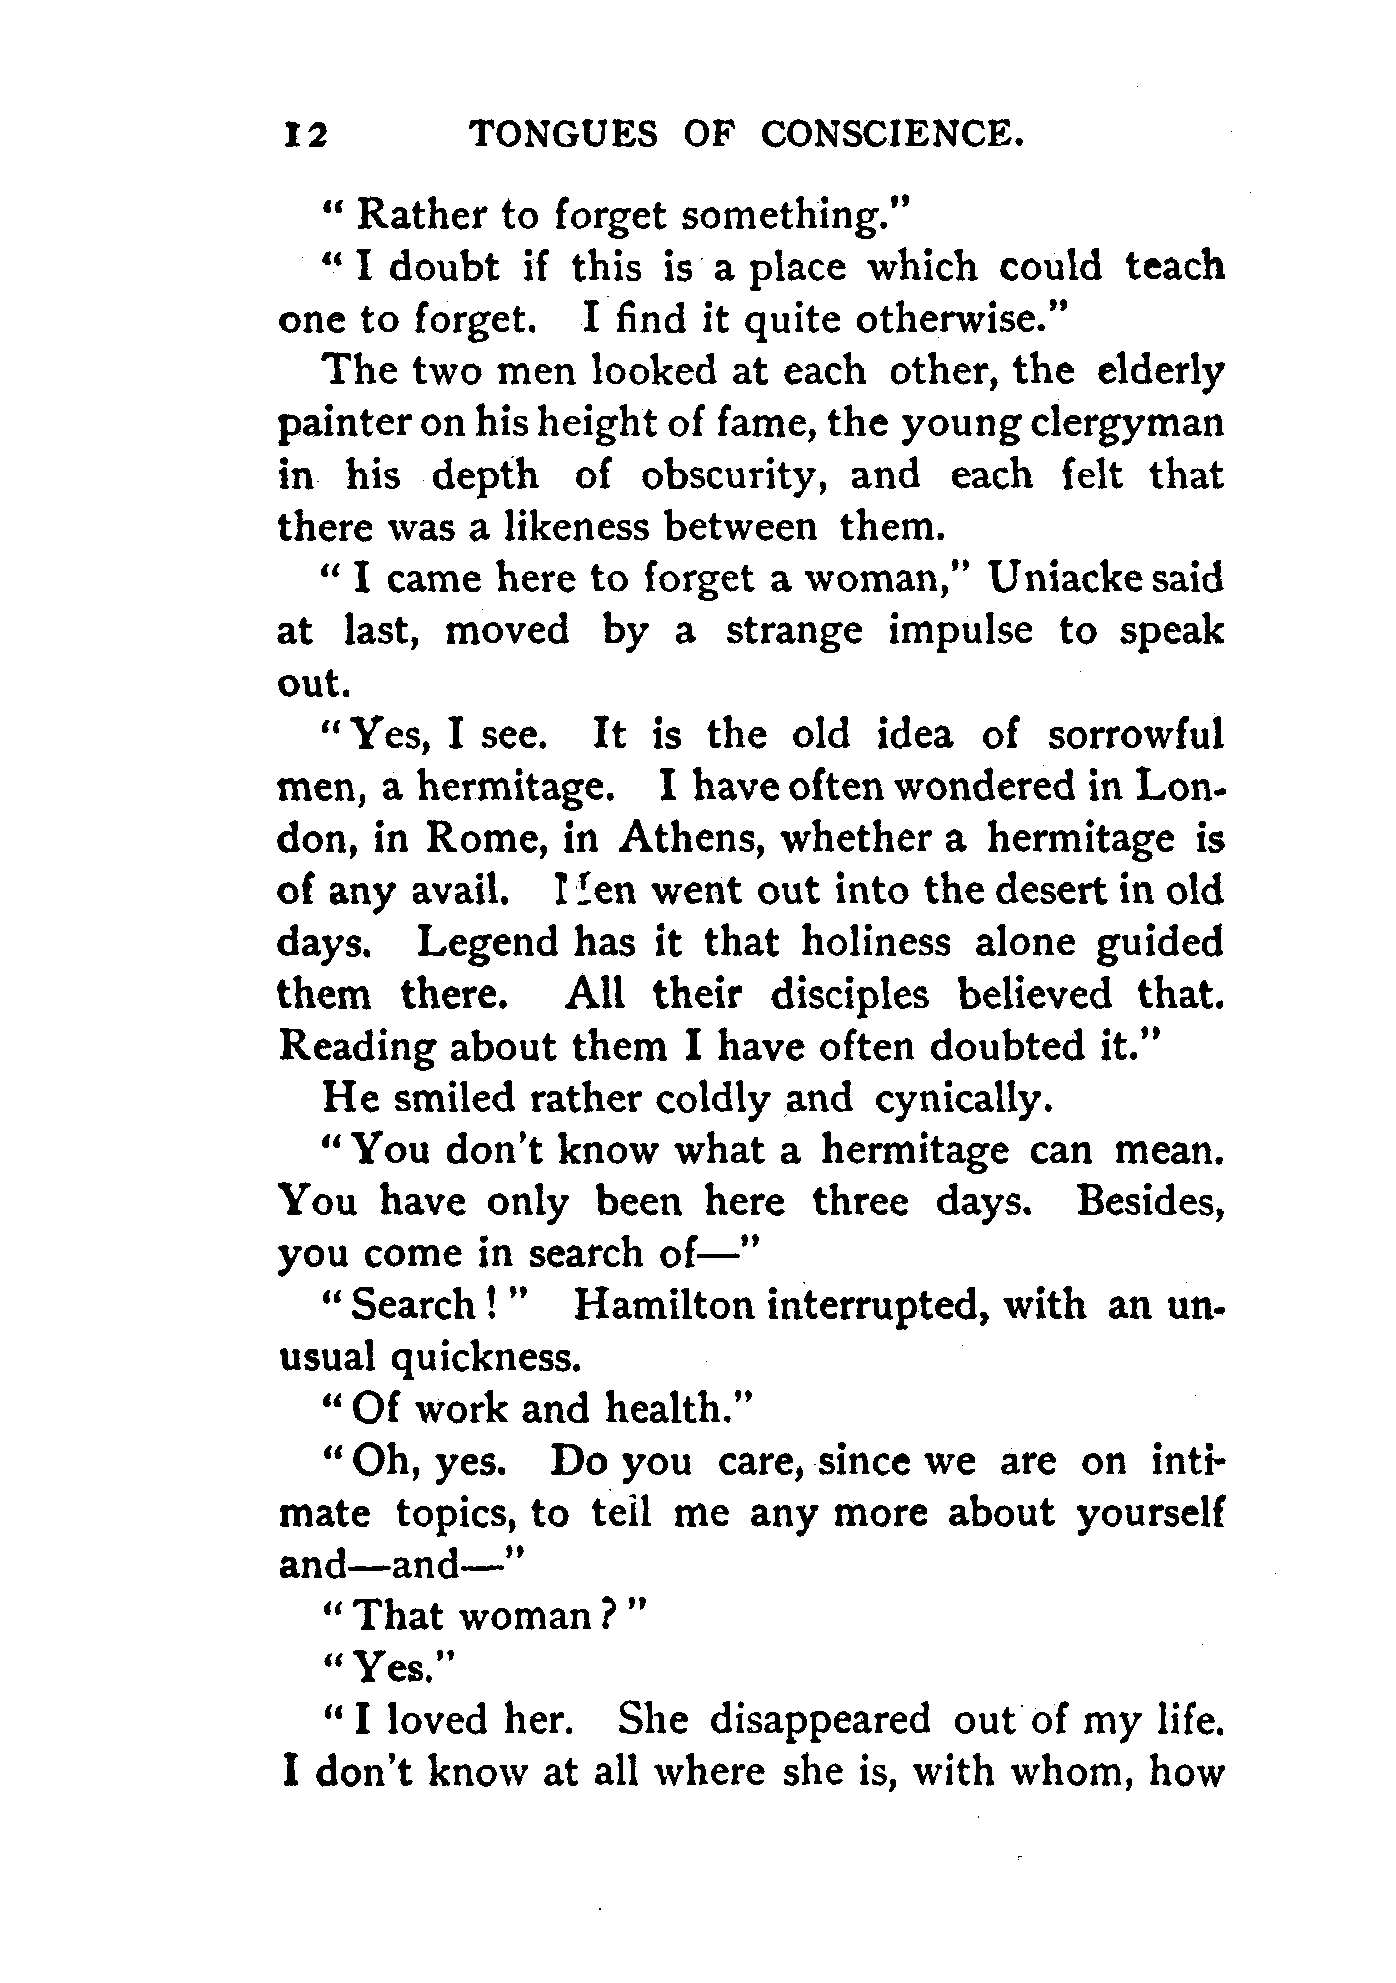 12 TONGUES OF CONSCIENCE.
" Rather to forget something."
" I doubt if this is a place which could teach
one to forget. I find it quite otherwise."
The two men looked at each other, the elderly
painter on his height of fame, the young clergyman
in his depth of obscurity, and each felt that
there was a likeness between them.
" I came here to forget a woman," Uniacke said
at last, moved by a strange impulse to speak
out.
" Yes, I see. It is the old idea of sorrowful
men, a hermitage. I have often wondered in Lon-
don, in Rome, in Athens, whether a hermitage is
of any avail. Men went out into the desert in old
days. Legend has it that holiness alone guided
them there. All their disciples believed that.
Reading about them I have often doubted it."
He smiled rather coldly and cynically.
" You don't know what a hermitage can mean.
You have only been here three days. Besides,
you come in search of—"
" Search ! " Hamilton interrupted, with an un-
usual quickness.
" Of work and health."
" Oh, yes. Do you care, since we are on inti-
mate topics, to tell me any more about yourself
and—and—"
" That woman ? "
" Yes."
" I loved her. She disappeared out of my life.
I don't know at all where she is, with whom, how